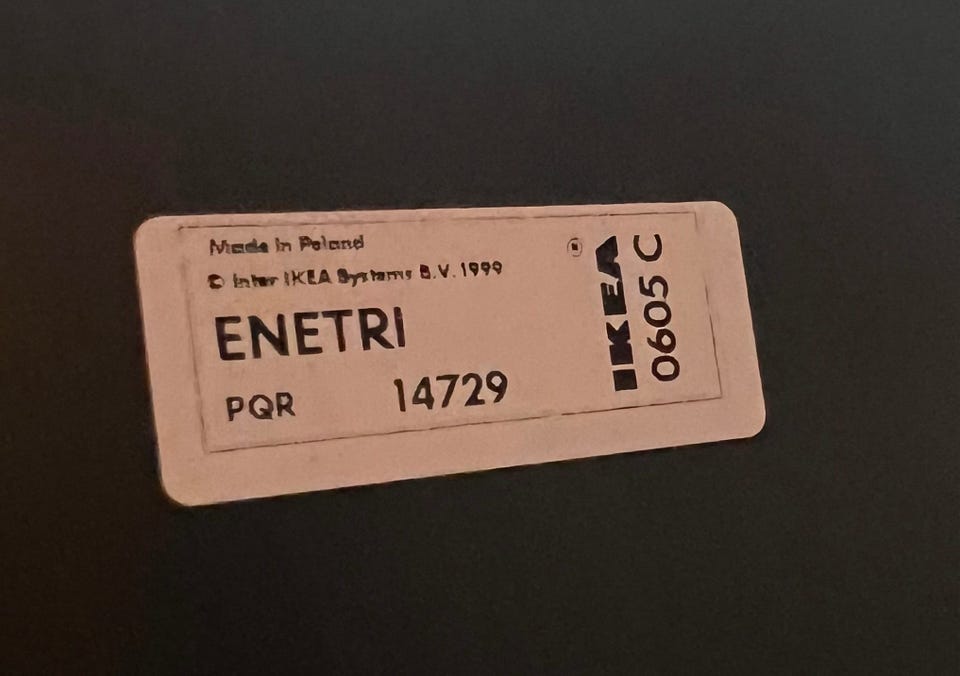 Made in Poland
© Inter IKEA Systems B.V. 1999
ENETRI
PQR 14729
IKEA
0605 C